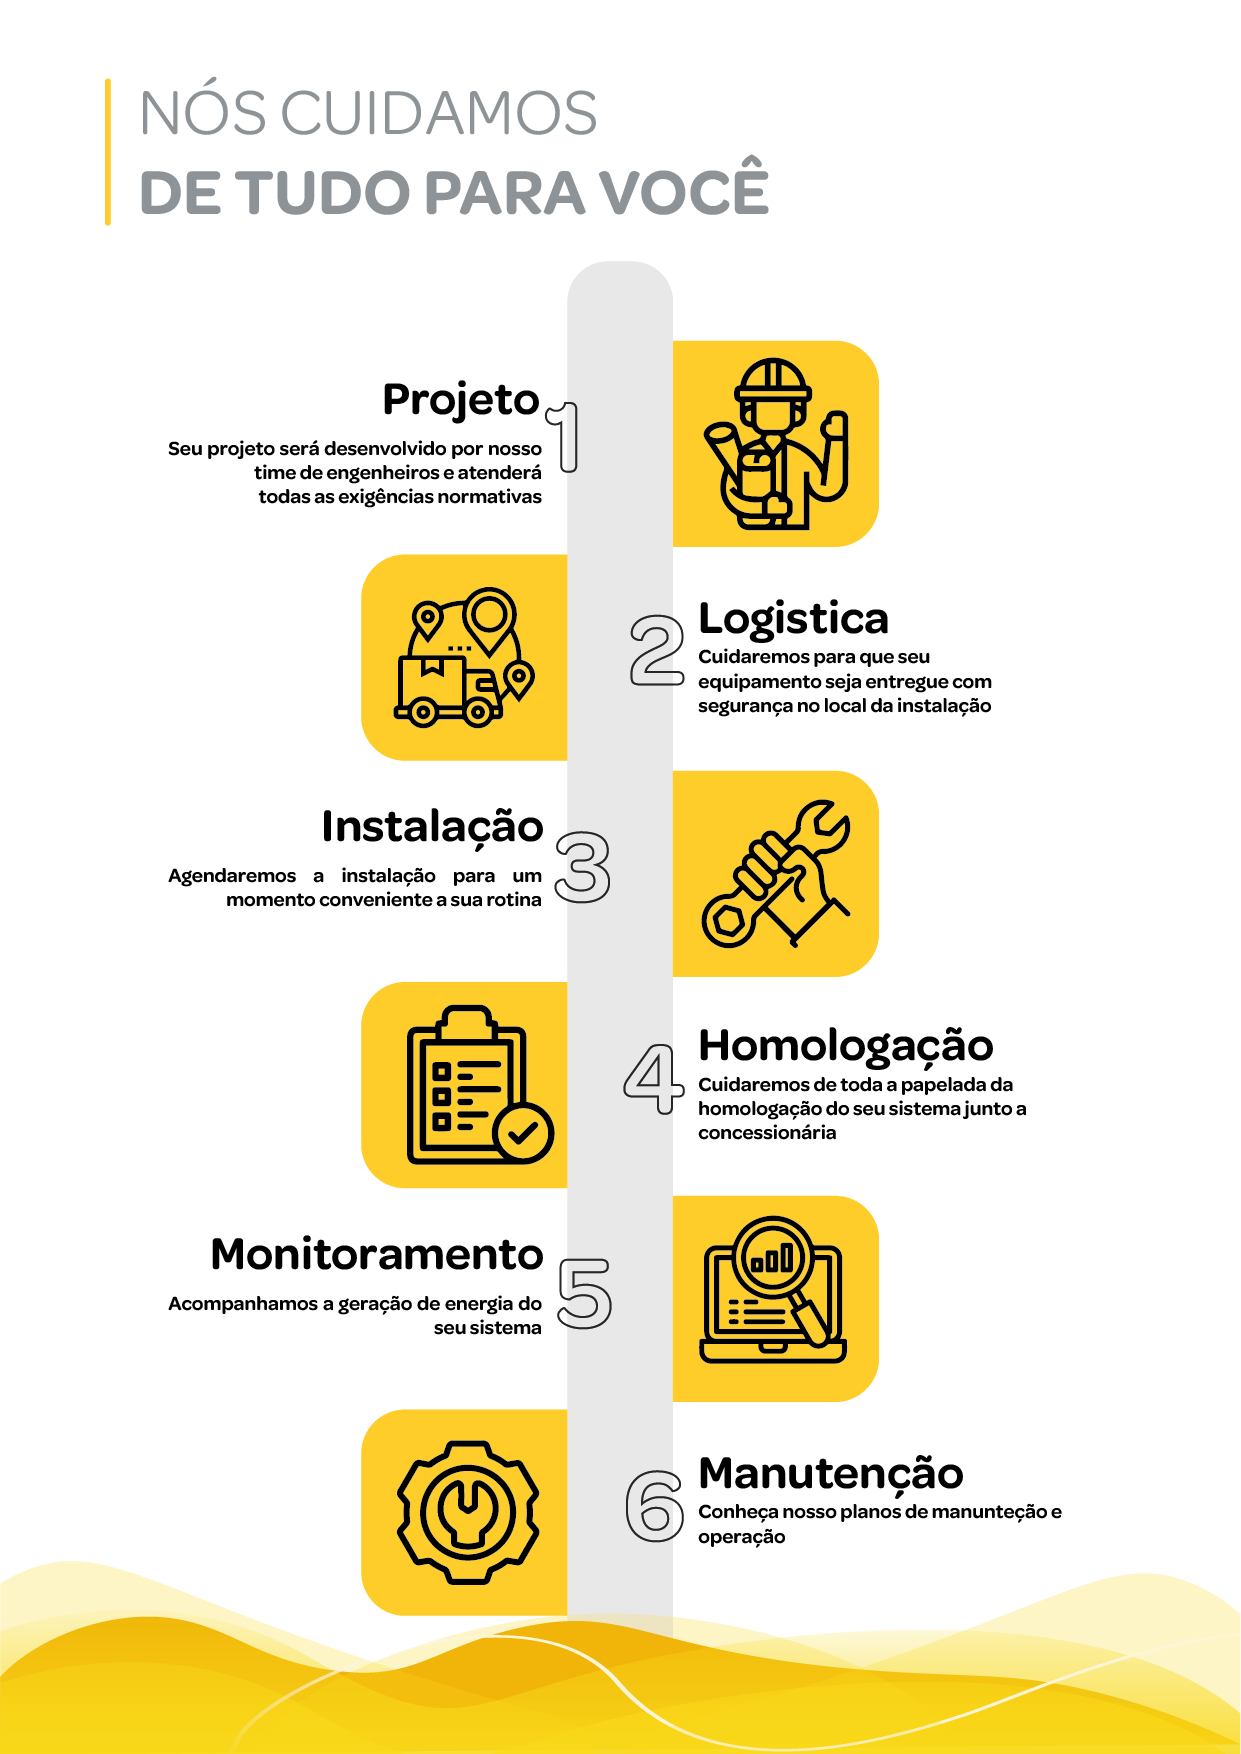 NÓS CUIDAMOS
DE TUDO PARA VOCÊ
Projeto
1
Seu projeto será desenvolvido por nosso
time de engenheiros e atenderá
todas as exigências normativas
2
Logistica
Cuidaremos para que seu
equipamento seja entregue com
segurança no local da instalação
Instalação
3
Agendaremos a instalação para um
momento conveniente a sua rotina
4
Homologação
Cuidaremos de toda a papelada da
homologação do seu sistema junto a
concessionária
Monitoramento
5
Acompanhamos a geração de energia do
seu sistema
6
Manutenção
Conheça nosso planos de manunteção e
operação